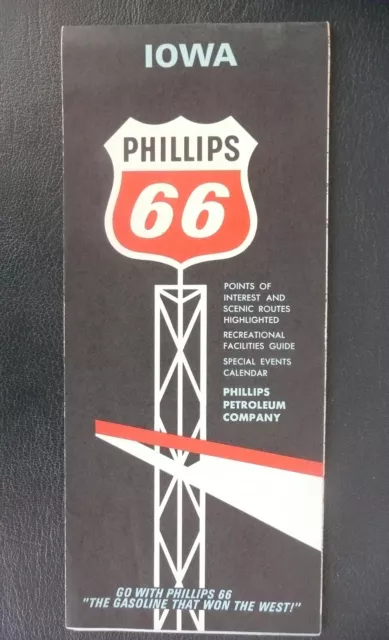 IOWA
PHILLIPS
66
POINTS OF
INTEREST AND
SCENIC ROUTES
HIGHLIGHTED
RECREATIONAL
FACILITIES GUIDE
SPECIAL EVENTS
CALENDAR
PHILLIPS
PETROLEUM
COMPANY
GO WITH PHILLIPS 66
"THE GASOLINE THAT WON THE WEST!"